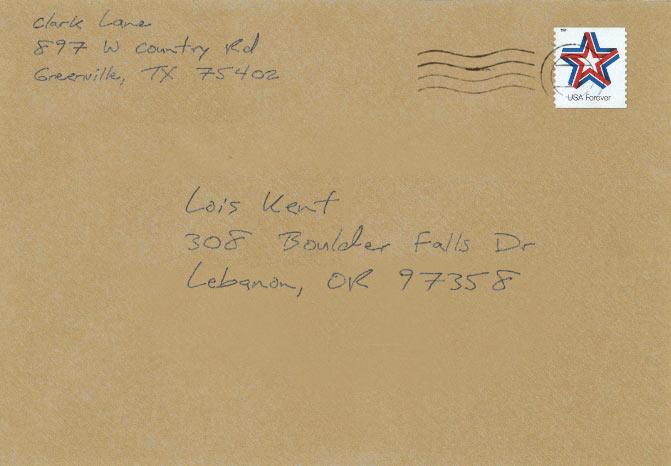 Clark Lane
897 W Country Rd
Greenville, TX 75402
USA Forever
Lois Kent
308 Boulder Falls Dr
Lebanon, OR 97358